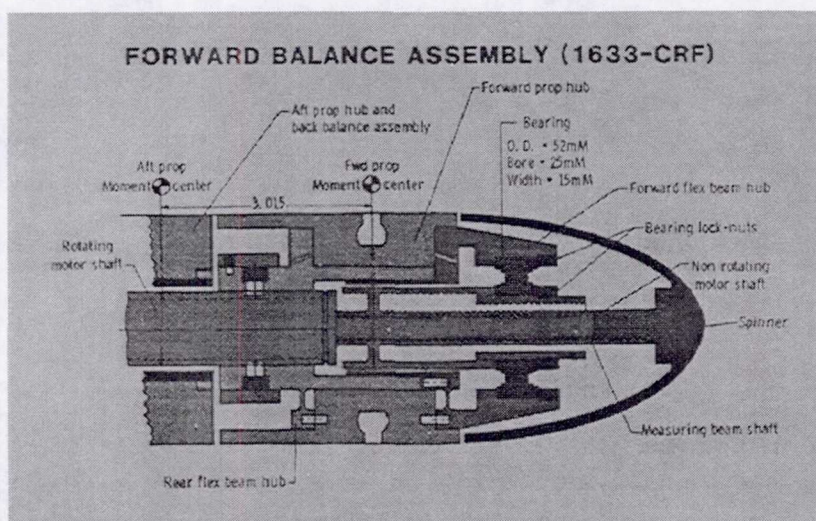 FORWARD BALANCE ASSEMBLY (1633-CRF)
Forward prop hub
Aft prop hub and
back balance assembly
Bearing
O. D. • 52mM
Bore • 25mM
Width • 15mM
Aft prop
Moment center
Fwd prop
Moment center
3.015
Forward flex beam hub
Bearing lock-nuts
Rotating
motor shaft
Non-rotating
motor shaft
Spinner
Measuring beam shaft
Rear flex beam hub